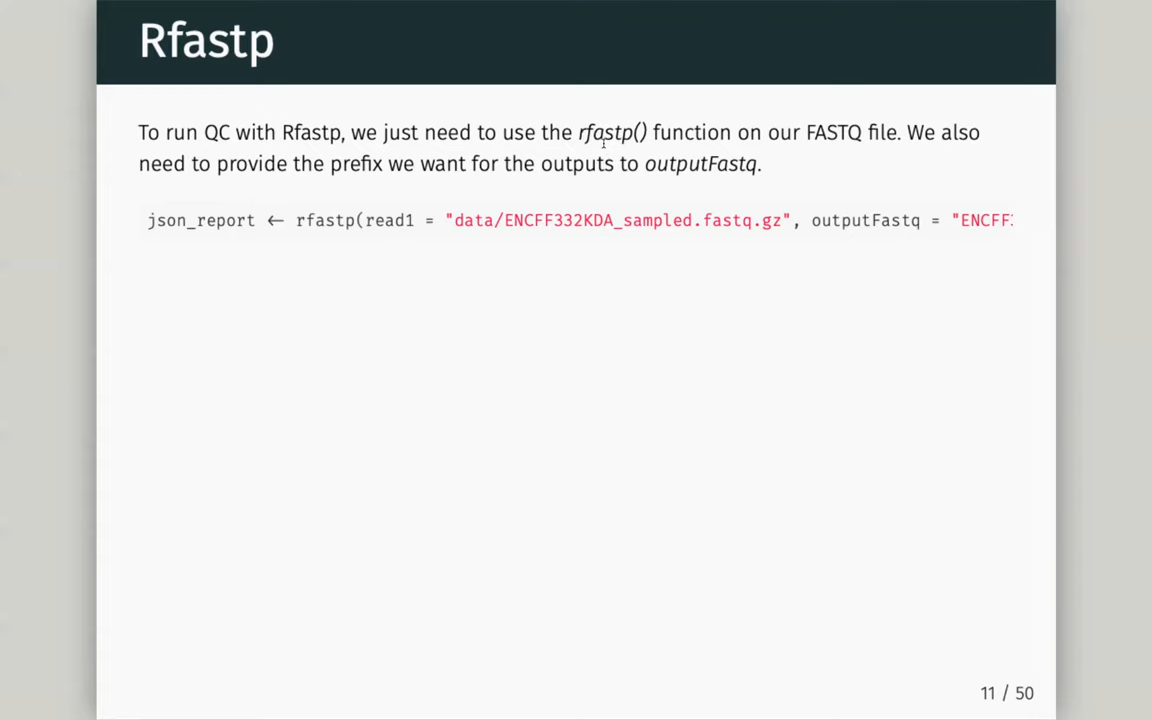 Rfastp
To run QC with Rfastp, we just need to use the rfastp() function on our FASTQ file. We also
need to provide the prefix we want for the outputs to outputFastq.
json_report <- rfastp(read1 = "data/ENCFF332KDA_sampled.fastq.gz", outputFastq = "ENCFF
11 / 50